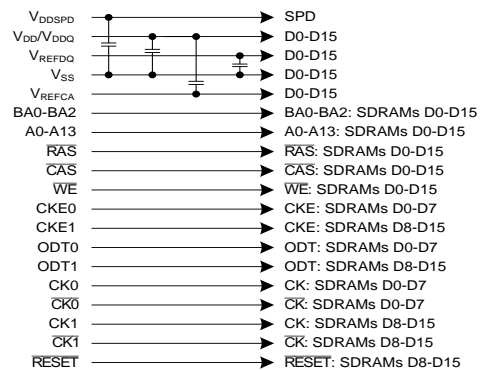 VDDSPD SPD
VDD/VDDQ D0-D15
VREFDQ D0-D15
VSS D0-D15
VREFCA D0-D15
BA0-BA2 BA0-BA2: SDRAMs D0-D15
A0-A13 A0-A13: SDRAMs D0-D15
RAS RAS: SDRAMs D0-D15
CAS CAS: SDRAMs D0-D15
WE WE: SDRAMs D0-D15
CKE0 CKE: SDRAMs D0-D7
CKE1 CKE: SDRAMs D8-D15
ODT0 ODT: SDRAMs D0-D7
ODT1 ODT: SDRAMs D8-D15
CK0 CK: SDRAMs D0-D7
CK0 CK: SDRAMs D0-D7
CK1 CK: SDRAMs D8-D15
CK1 CK: SDRAMs D8-D15
RESET RESET: SDRAMs D8-D15